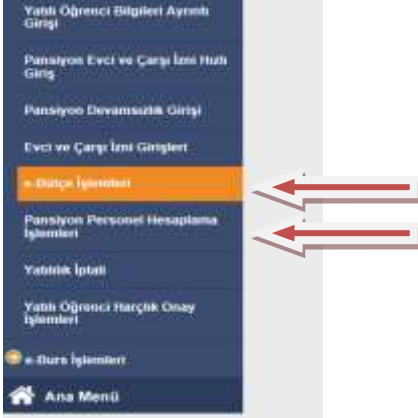 Yatılı Öğrenci Bilgileri Ayrıntı
Girişi
Pansiyon Evci ve Çarşı İzni Hızlı
Giriş
Pansiyon Devamsızlık Girişi
Evci ve Çarşı İzni Girişleri
e-Bütçe İşlemleri
Pansiyon Personel Hesaplama
İşlemleri
Yatılılık İptali
Yatılı Öğrenci Harçlık Onay
İşlemleri
e-Burs İşlemleri
Ana Menü